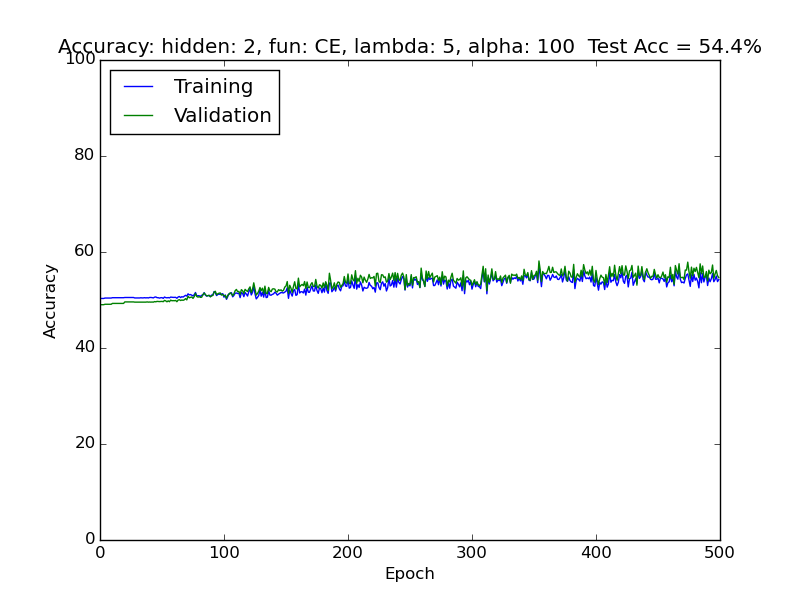 Accuracy: hidden: 2, fun: CE, lambda: 5, alpha: 100  Test Acc = 54.4%
100
Training
Validation
80
60
Accuracy
40
20
0
0 100 200 300 400 500
Epoch